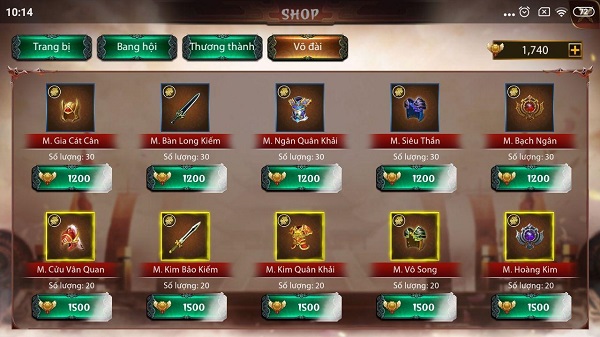 10:14
SHOP
72
Trang bị
Bang hội
Thương thành
Võ đài
1,740
M. Gia Cát Cân
M. Bàn Long Kiếm
M. Ngân Quân Khải
M. Siêu Thần
M. Bạch Ngân
Số lượng: 30
Số lượng: 30
Số lượng: 30
Số lượng: 30
Số lượng: 30
1200
1200
1200
1200
1200
M. Cửu Vân Quan
M. Kim Bảo Kiếm
M. Kim Quân Khải
M. Vô Song
M. Hoàng Kim
Số lượng: 20
Số lượng: 20
Số lượng: 20
Số lượng: 20
Số lượng: 20
1500
1500
1500
1500
1500